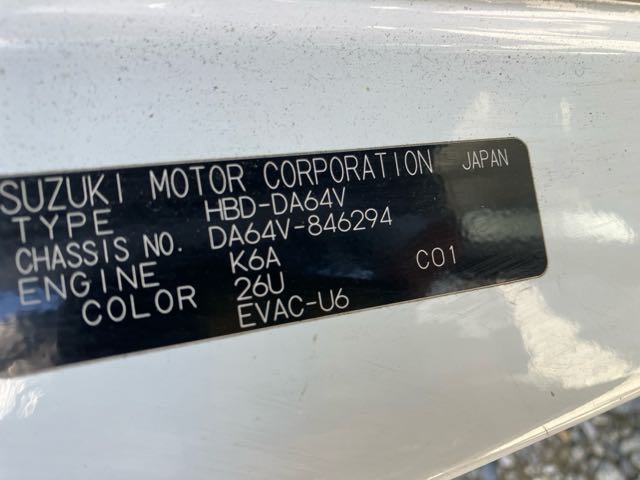 SUZUKI MOTOR CORPORATION JAPAN
TYPE HBD-DA64V
CHASSIS NO. DA64V-846294
ENGINE K6A C01
COLOR 26U
EVAC-U6